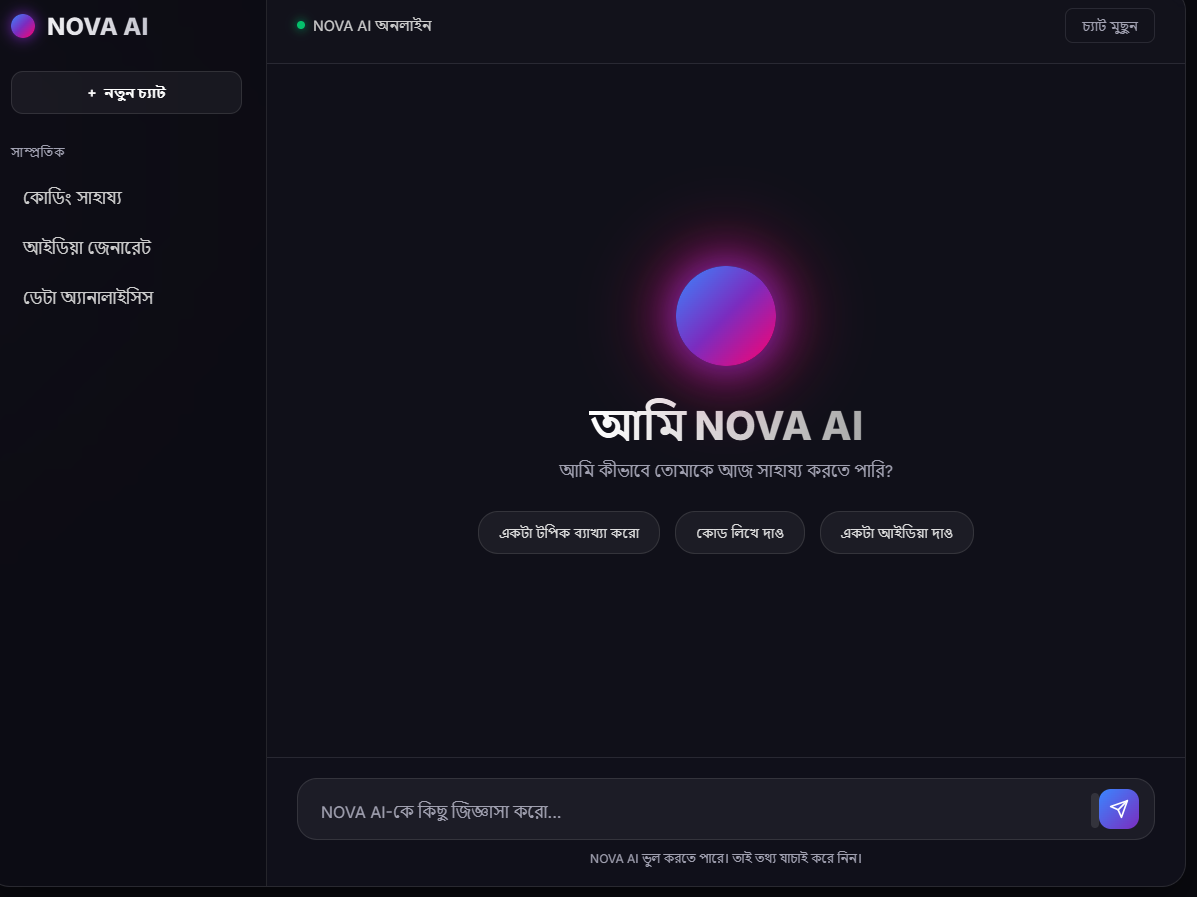 NOVA AI
+ নতুন চ্যাট
সাম্প্রতিক
কোডিং সাহায্য
আইডিয়া জেনারেট
ডেটা অ্যানালাইসিস
NOVA AI অনলাইন
চ্যাট মুছুন
আমি NOVA AI
আমি কীভাবে তোমাকে আজ সাহায্য করতে পারি?
একটা টপিক ব্যাখ্যা করো
কোড লিখে দাও
একটা আইডিয়া দাও
NOVA AI-কে কিছু জিজ্ঞাসা করো...
NOVA AI ভুল করতে পারে। তাই তথ্য যাচাই করে নিন।